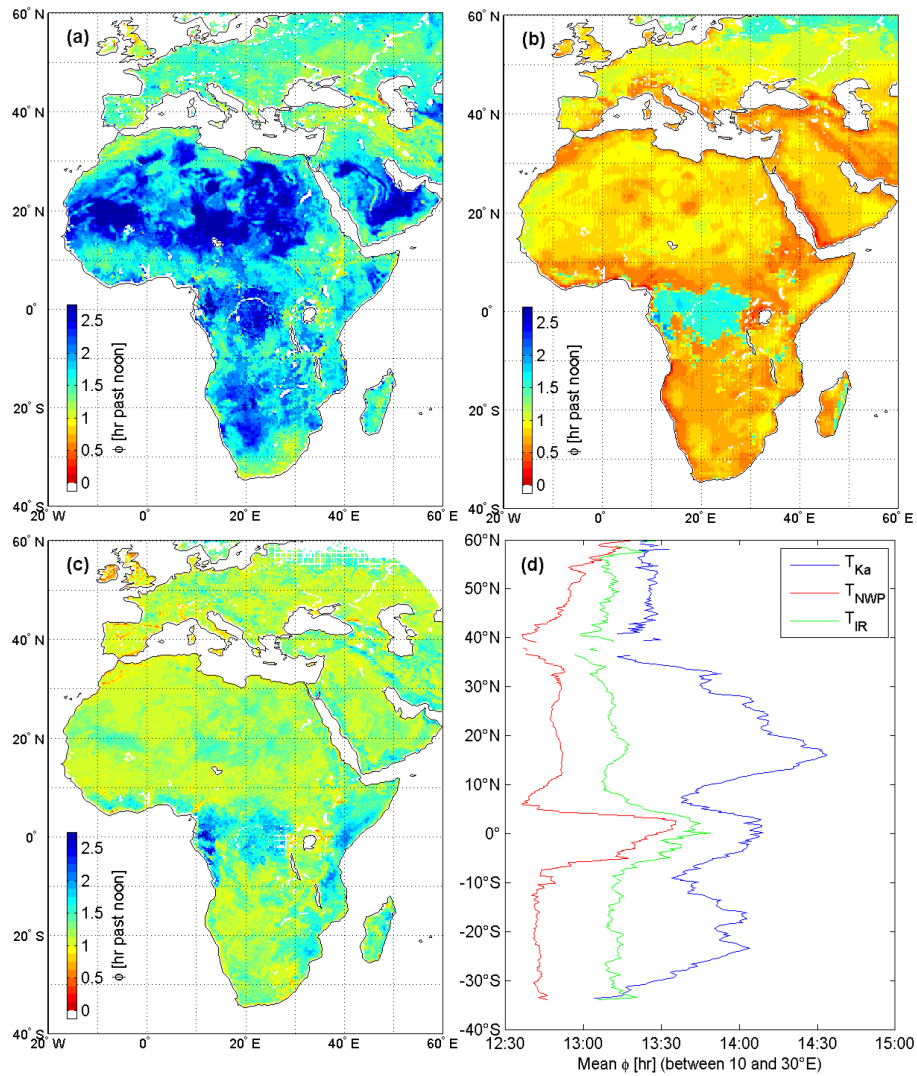 (a)
60° N
40° N
20° N
0°
20° S
40° S
20° W
0°
20° E
40° E
60° E
2.5
2
1.5
1
0.5
0
ϕ [hr past noon]
(b)
60° N
40° N
20° N
0°
20° S
40° S
20° W
0°
20° E
40° E
60° E
2.5
2
1.5
1
0.5
0
ϕ [hr past noon]
(c)
60° N
40° N
20° N
0°
20° S
40° S
20° W
0°
20° E
40° E
60° E
2.5
2
1.5
1
0.5
0
ϕ [hr past noon]
(d)
T_Ka
T_NWP
T_IR
60°N
50°N
40°N
30°N
20°N
10°N
0°
-10°S
-20°S
-30°S
-40°S
12:30
13:00
13:30
14:00
14:30
15:00
Mean ϕ [hr] (between 10 and 30°E)